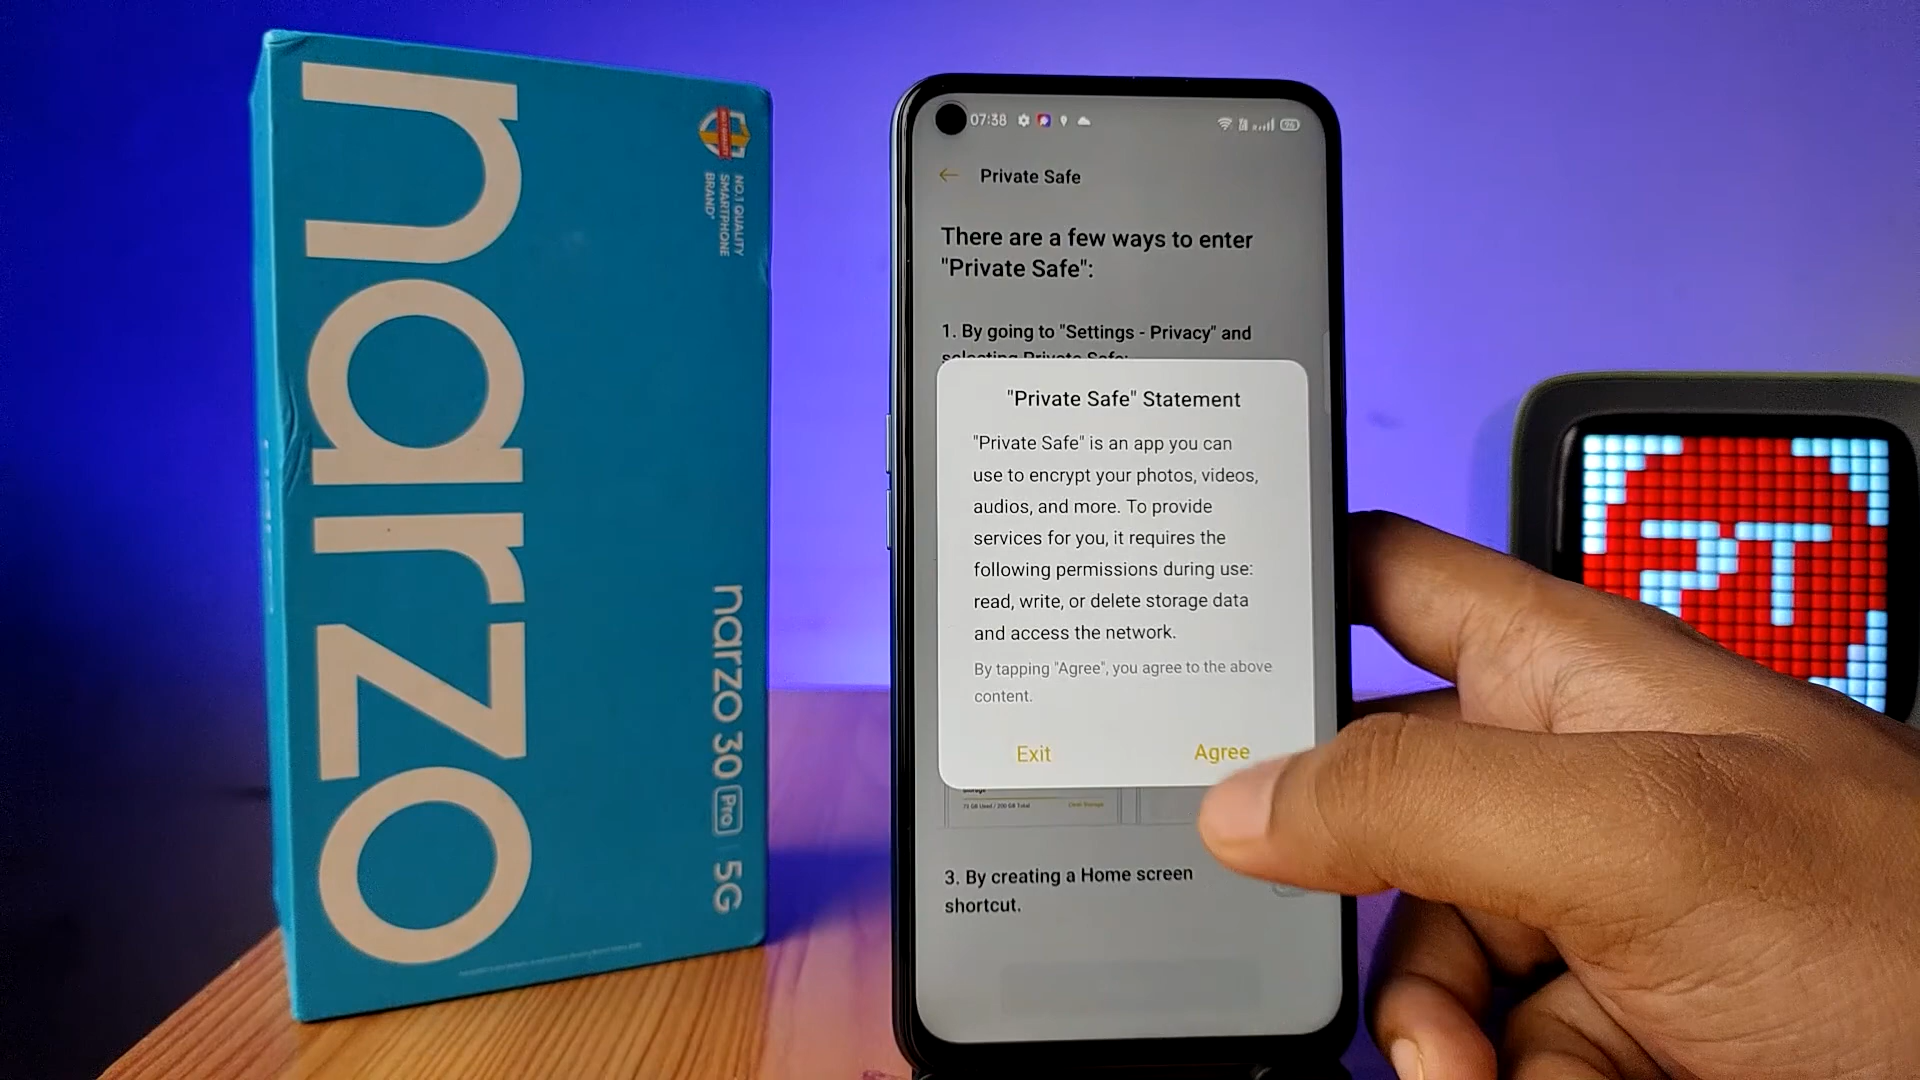 narzo
NO.1 QUALITY
SMARTPHONE
BRAND*
narzo 30 Pro | 5G
07:38
Private Safe
There are a few ways to enter
"Private Safe":
1. By going to "Settings - Privacy" and
selecting Private Safe:
"Private Safe" Statement
"Private Safe" is an app you can
use to encrypt your photos, videos,
audios, and more. To provide
services for you, it requires the
following permissions during use:
read, write, or delete storage data
and access the network.
By tapping "Agree", you agree to the above
content.
Exit
Agree
3. By creating a Home screen
shortcut.
PT